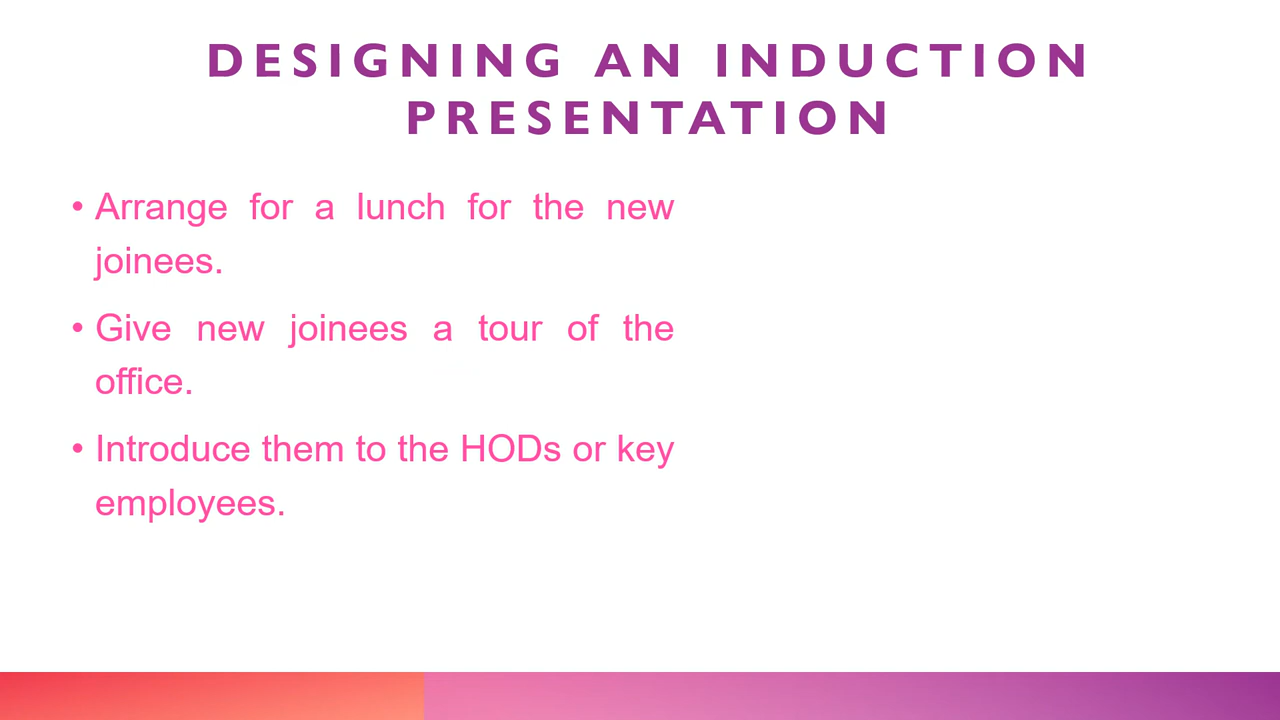 DESIGNING AN INDUCTION
PRESENTATION
• Arrange for a lunch for the new
joinees.
• Give new joinees a tour of the
office.
• Introduce them to the HODs or key
employees.